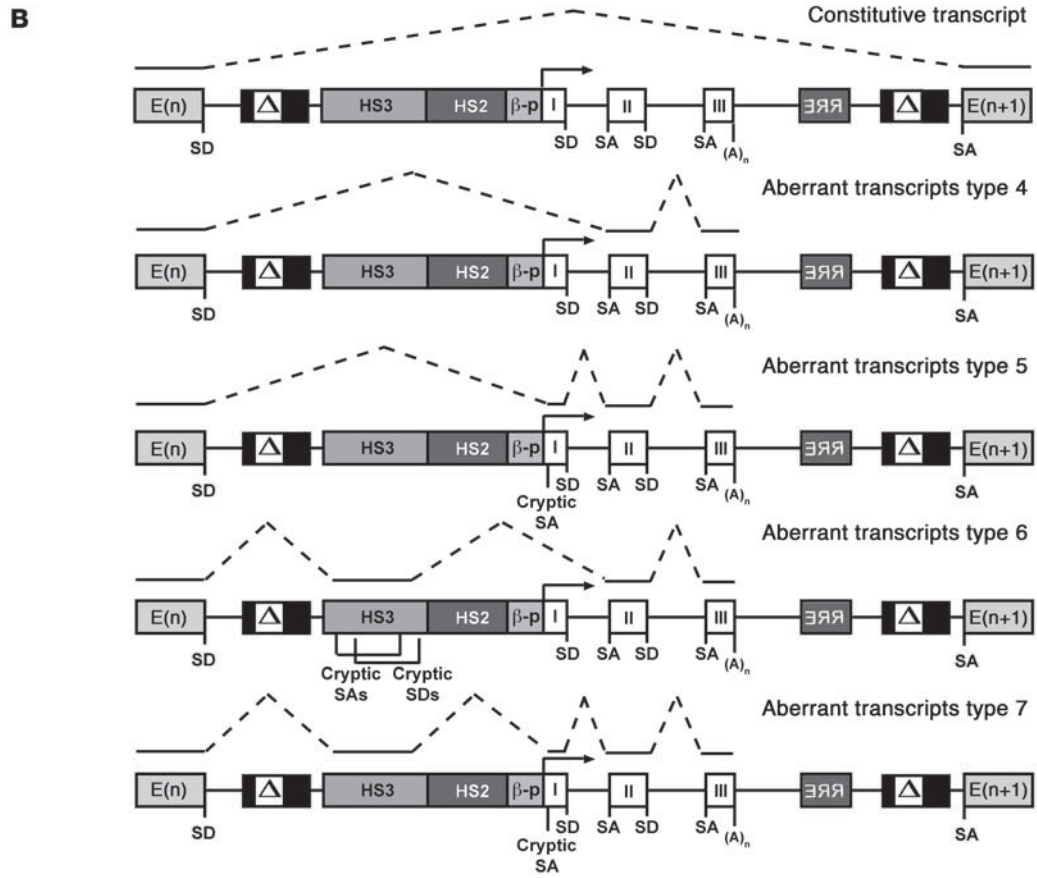 B
Constitutive transcript
E(n) Δ HS3 HS2 β-p I II III RRE Δ E(n+1)
SD SD SA SD SA (A)n SA
Aberrant transcripts type 4
E(n) Δ HS3 HS2 β-p I II III RRE Δ E(n+1)
SD SD SA SD SA (A)n SA
Aberrant transcripts type 5
E(n) Δ HS3 HS2 β-p I II III RRE Δ E(n+1)
SD SD SA SD SA (A)n SA
Cryptic
SA
Aberrant transcripts type 6
E(n) Δ HS3 HS2 β-p I II III RRE Δ E(n+1)
SD SD SA SD SA (A)n SA
Cryptic Cryptic
SAs SDs
Aberrant transcripts type 7
E(n) Δ HS3 HS2 β-p I II III RRE Δ E(n+1)
SD SD SA SD SA (A)n SA
Cryptic
SA